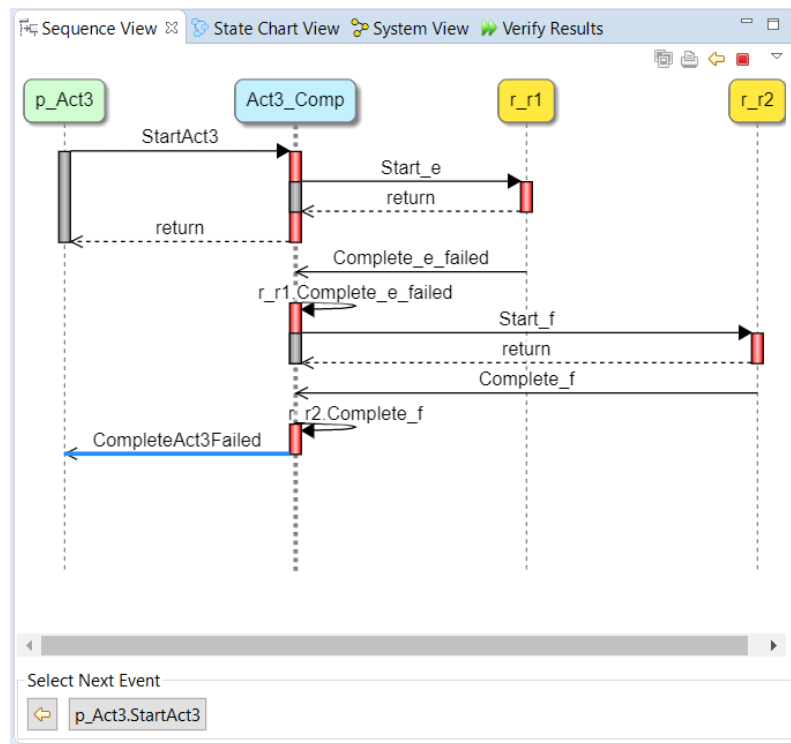 Sequence View State Chart View System View Verify Results
p_Act3 Act3_Comp r_r1 r_r2
StartAct3
Start_e
return
return
Complete_e_failed
r_r1.Complete_e_failed
Start_f
return
Complete_f
r_r2.Complete_f
CompleteAct3Failed
Select Next Event
p_Act3.StartAct3